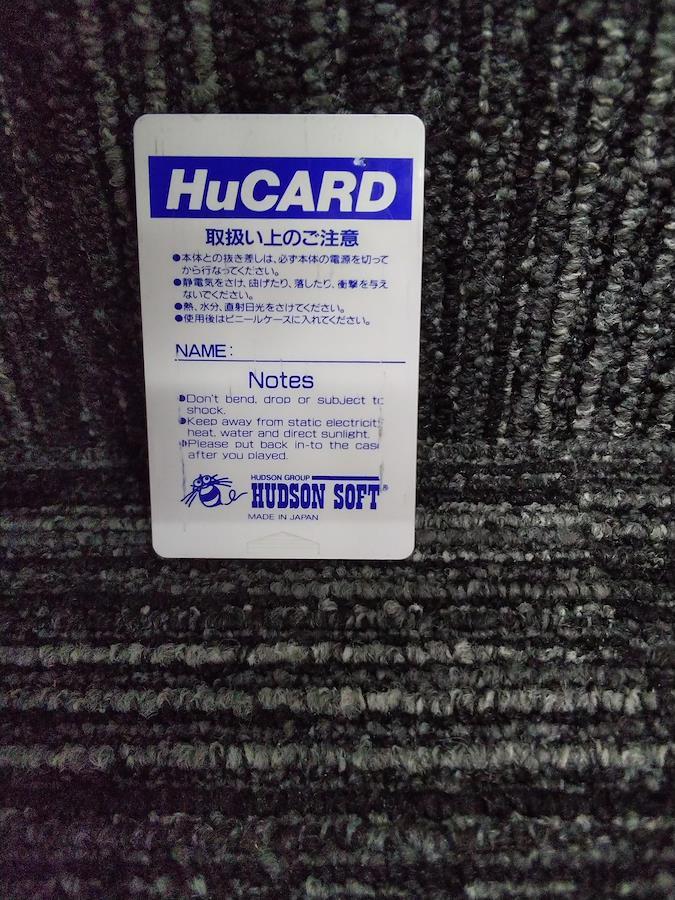 HuCARD
取扱い上のご注意
●本体との抜き差しは、必ず本体の電源を切って
から行なってください。
●静電気をさけ、曲げたり、落したり、衝撃を与え
ないでください。
●熱、水分、直射日光をさけてください。
●使用後はビニールケースに入れてください。
NAME:
Notes
●Don't bend, drop or subject to
shock.
●Keep away from static electricit
heat, water and direct sunlight.
●Please put back in-to the cas
after you played.
HUDSON GROUP
HUDSON SOFT®
MADE IN JAPAN